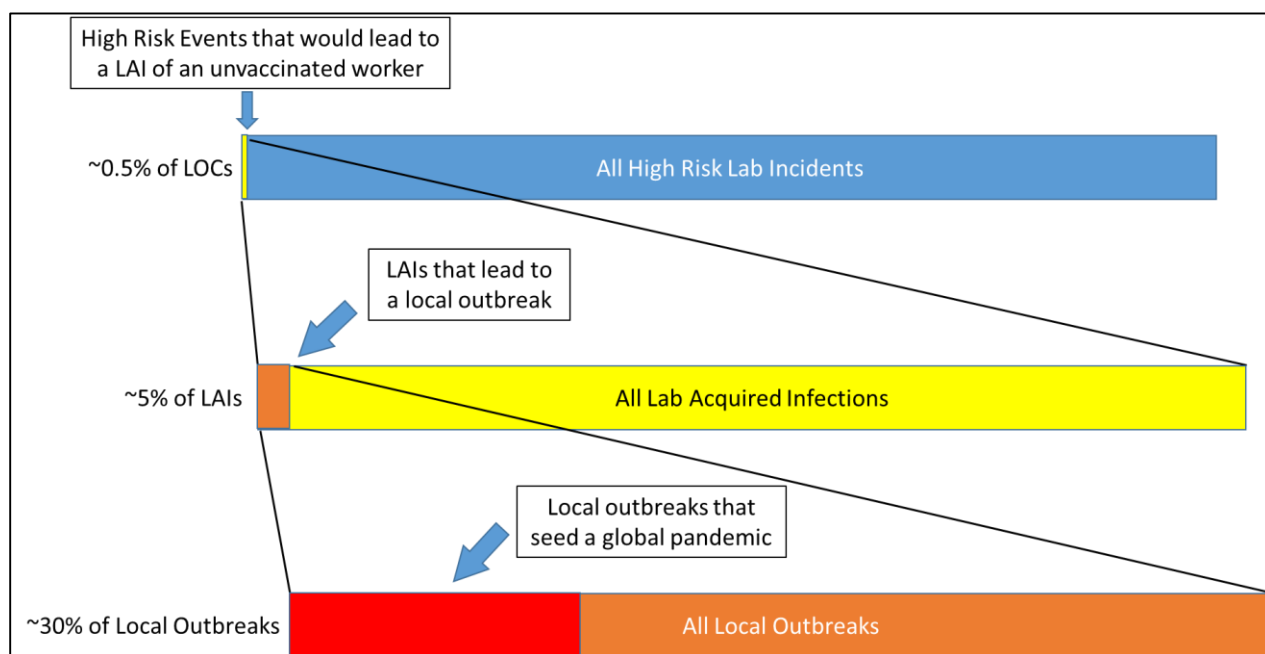 High Risk Events that would lead to
a LAI of an unvaccinated worker
~0.5% of LOCs
All High Risk Lab Incidents
LAIs that lead to
a local outbreak
~5% of LAIs
All Lab Acquired Infections
Local outbreaks that
seed a global pandemic
~30% of Local Outbreaks
All Local Outbreaks